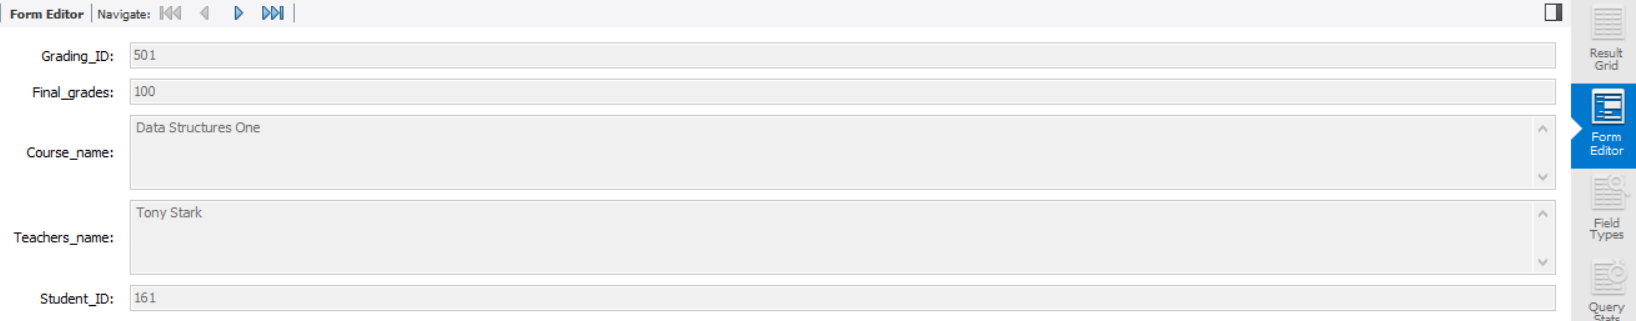 Form Editor Navigate:
Grading_ID: 501
Final_grades: 100
Course_name: Data Structures One
Teachers_name: Tony Stark
Student_ID: 161
Result
Grid
Form
Editor
Field
Types
Query
Stats